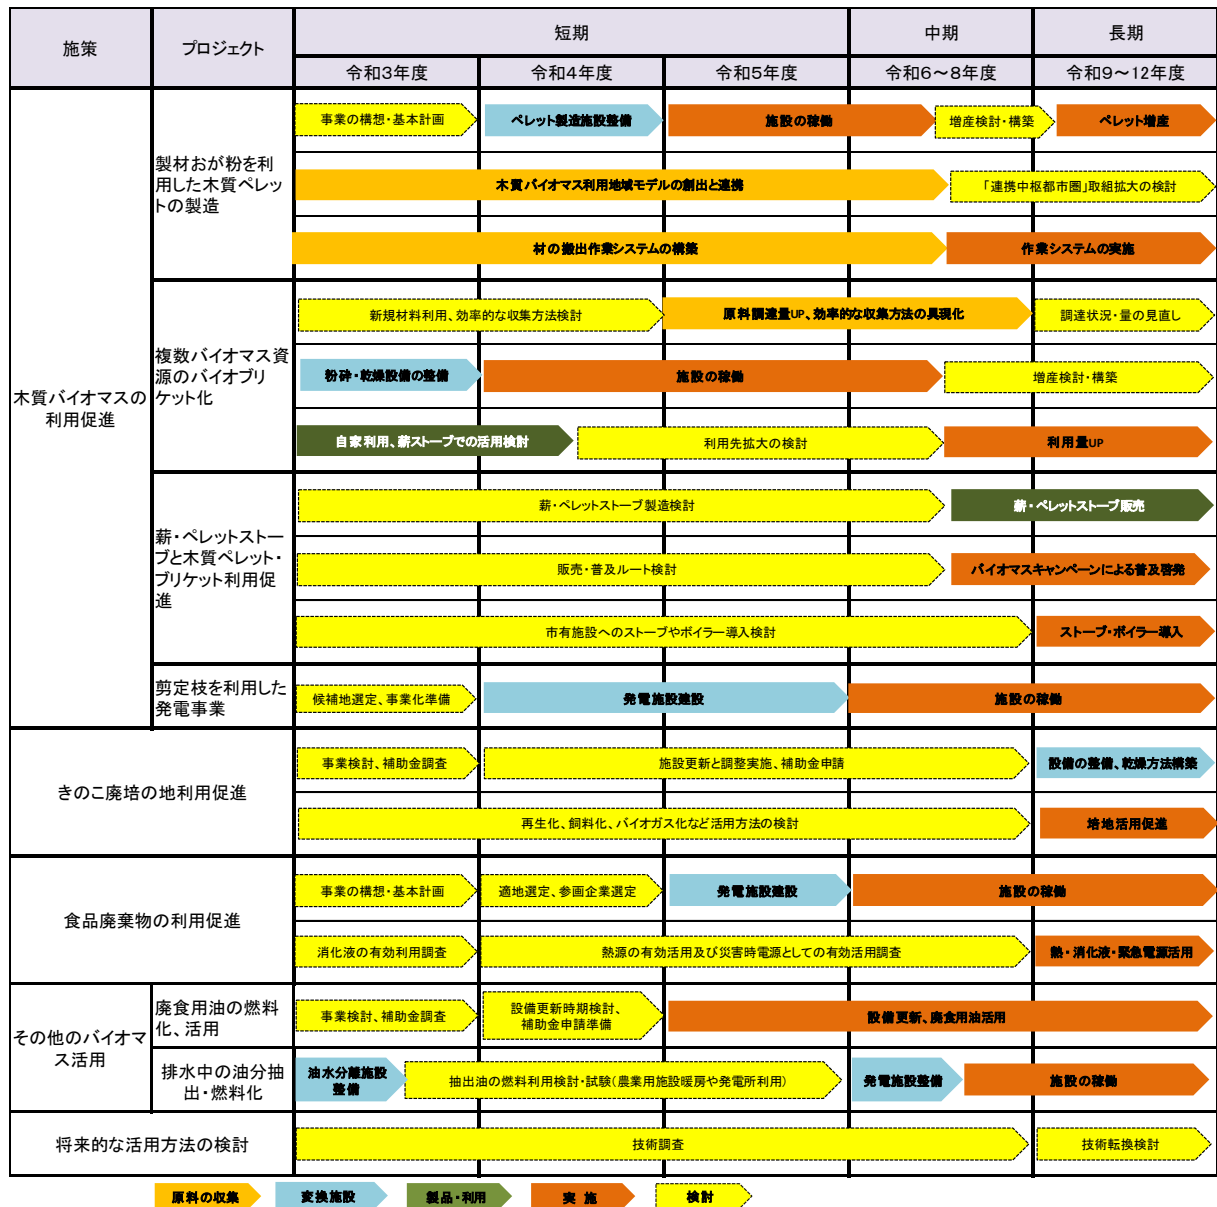 施策
プロジェクト
短期
中期
長期
令和3年度
令和4年度
令和5年度
令和6～8年度
令和9～12年度
木質バイオマスの
利用促進
製材おが粉を利
用した木質ペレッ
トの製造
事業の構想・基本計画
ペレット製造施設整備
施設の稼働
増産検討・構築
ペレット増産
木質バイオマス利用地域モデルの創出と連携
「連携中枢都市圏」取組拡大の検討
材の搬出作業システムの構築
作業システムの実施
複数バイオマス資
源のバイオブリ
ケット化
新規材料利用、効率的な収集方法検討
原料調達量UP、効率的な収集方法の具現化
調達状況・量の見直し
粉砕・乾燥設備の整備
施設の稼働
増産検討・構築
自家利用、薪ストーブでの活用検討
利用先拡大の検討
利用量UP
薪・ペレットストー
ブと木質ペレット・
ブリケット利用促
進
薪・ペレットストーブ製造検討
薪・ペレットストーブ販売
販売・普及ルート検討
バイオマスキャンペーンによる普及啓発
市有施設へのストーブやボイラー導入検討
ストーブ・ボイラー導入
剪定枝を利用した
発電事業
候補地選定、事業化準備
発電施設建設
施設の稼働
きのこ廃培の地利用促進
事業検討、補助金調査
施設更新と調整実施、補助金申請
設備の整備、乾燥方法構築
再生化、飼料化、バイオガス化など活用方法の検討
培地活用促進
食品廃棄物の利用促進
事業の構想・基本計画
適地選定、参画企業選定
発電施設建設
施設の稼働
消化液の有効利用調査
熱源の有効活用及び災害時電源としての有効活用調査
熱・消化液・緊急電源活用
その他のバイオマ
ス活用
廃食用油の燃料
化、活用
事業検討、補助金調査
設備更新時期検討、
補助金申請準備
設備更新、廃食用油活用
排水中の油分抽
出・燃料化
油水分離施設
整備
抽出油の燃料利用検討・試験(農業用施設暖房や発電所利用)
発電施設整備
施設の稼働
将来的な活用方法の検討
技術調査
技術転換検討
原料の収集
変換施設
製品・利用
実 施
検討